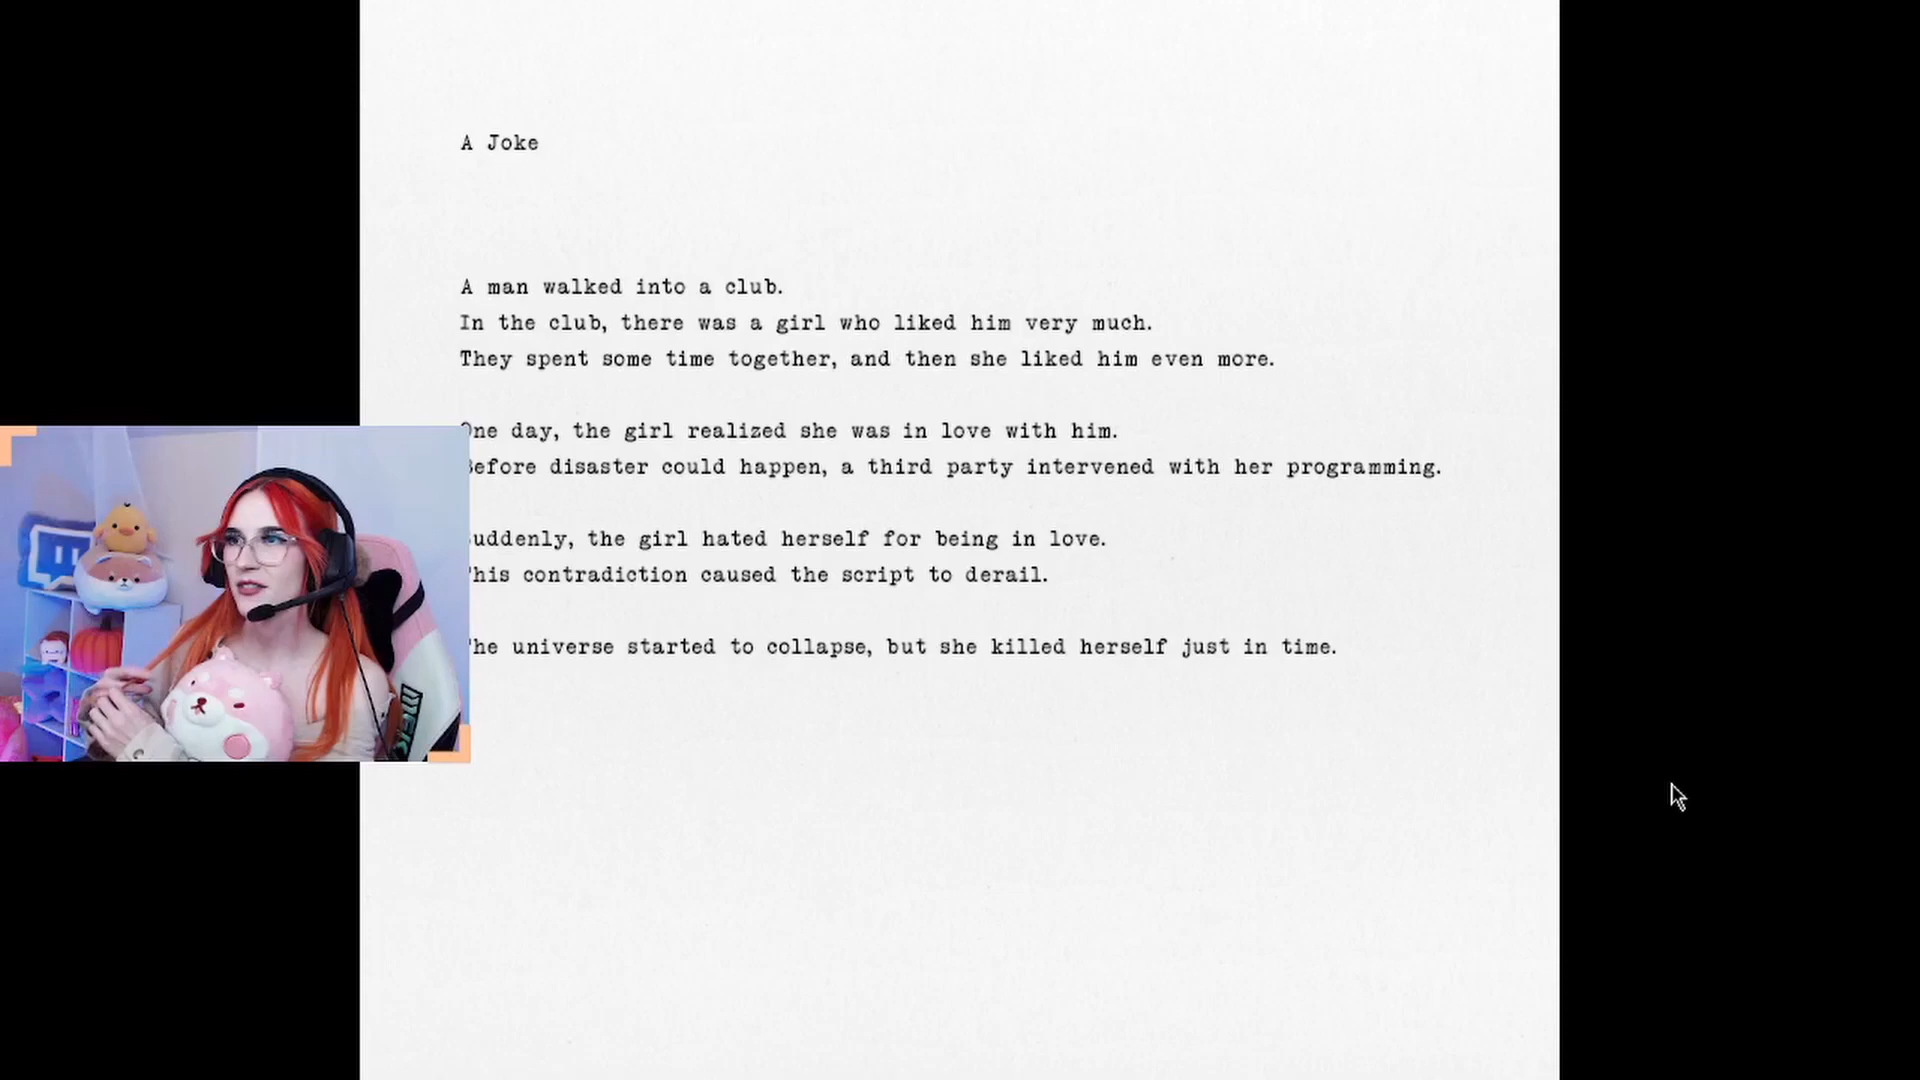 A Joke
A man walked into a club.
In the club, there was a girl who liked him very much.
They spent some time together, and then she liked him even more.
One day, the girl realized she was in love with him.
Before disaster could happen, a third party intervened with her programming.
Suddenly, the girl hated herself for being in love.
This contradiction caused the script to derail.
The universe started to collapse, but she killed herself just in time.